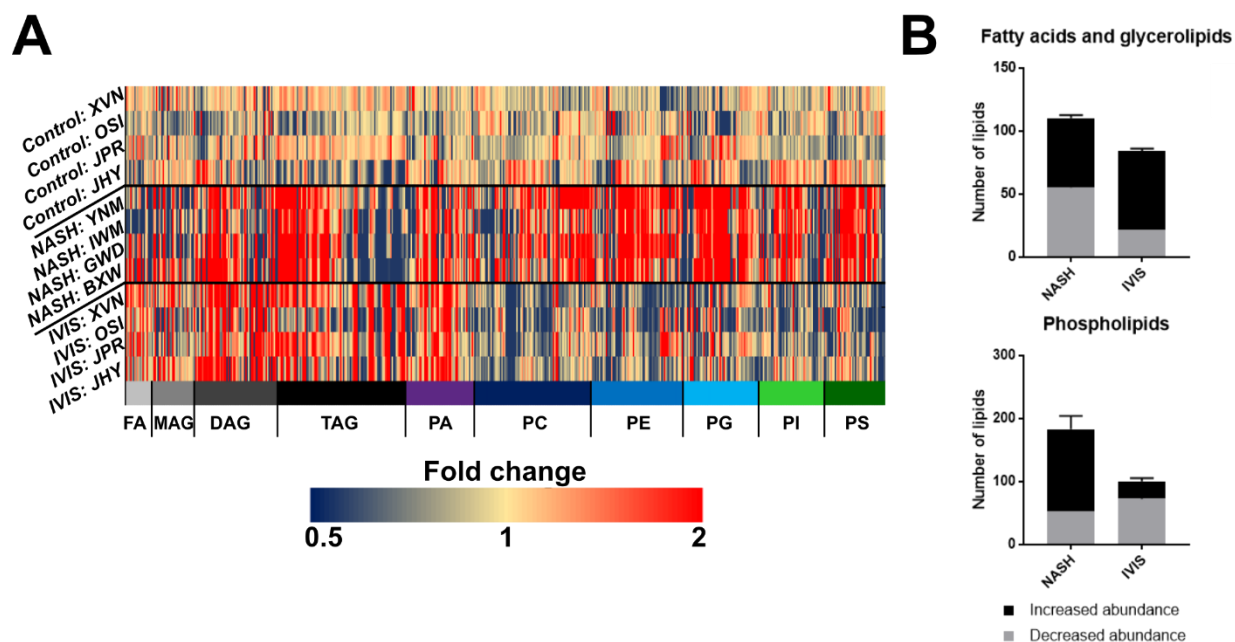 A
Control: XVN
Control: OSI
Control: JPR
Control: JHY
NASH: YNM
NASH: IWM
NASH: GWD
NASH: BXW
IVIS: XVN
IVIS: OSI
IVIS: JPR
IVIS: JHY
FA MAG DAG TAG PA PC PE PG PI PS
Fold change
0.5 1 2
B
Fatty acids and glycerolipids
Number of lipids
150
100
50
0
NASH IVIS
Phospholipids
Number of lipids
300
200
100
0
NASH IVIS
Increased abundance
Decreased abundance